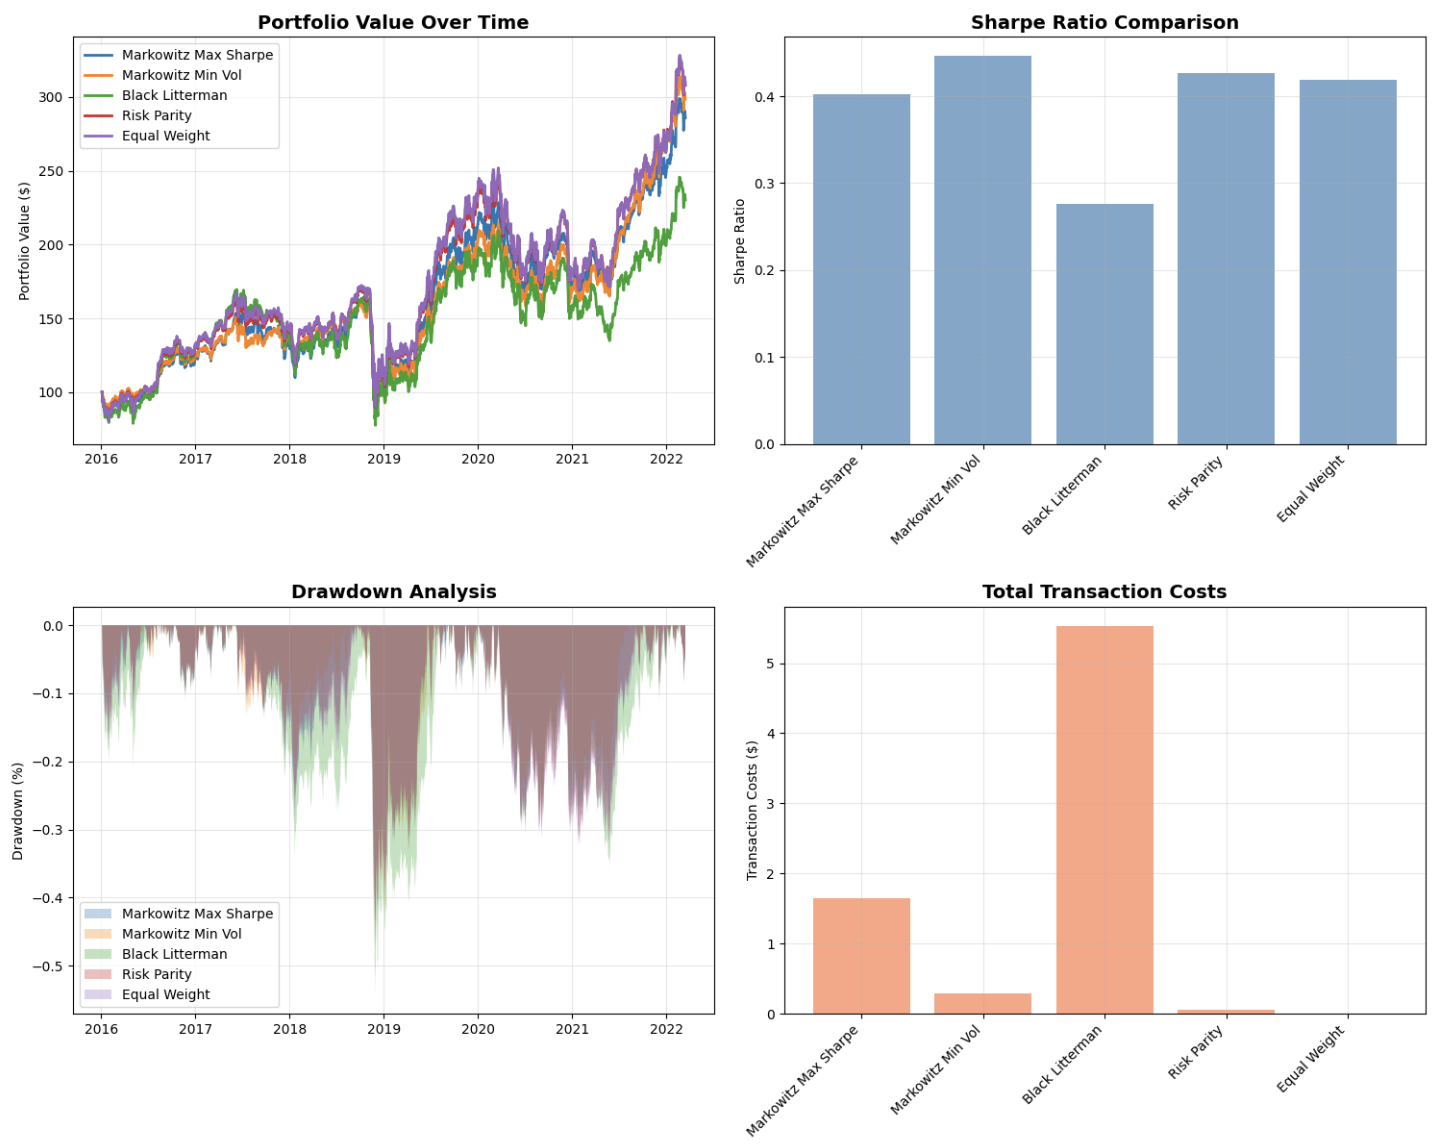 Portfolio Value Over Time
Portfolio Value ($)
300
250
200
150
100
Markowitz Max Sharpe
Markowitz Min Vol
Black Litterman
Risk Parity
Equal Weight
2016 2017 2018 2019 2020 2021 2022
Sharpe Ratio Comparison
Sharpe Ratio
0.4
0.3
0.2
0.1
0.0
Markowitz Max Sharpe
Markowitz Min Vol
Black Litterman
Risk Parity
Equal Weight
Drawdown Analysis
Drawdown (%)
0.0
−0.1
−0.2
−0.3
−0.4
−0.5
Markowitz Max Sharpe
Markowitz Min Vol
Black Litterman
Risk Parity
Equal Weight
2016 2017 2018 2019 2020 2021 2022
Total Transaction Costs
Transaction Costs ($)
5
4
3
2
1
0
Markowitz Max Sharpe
Markowitz Min Vol
Black Litterman
Risk Parity
Equal Weight